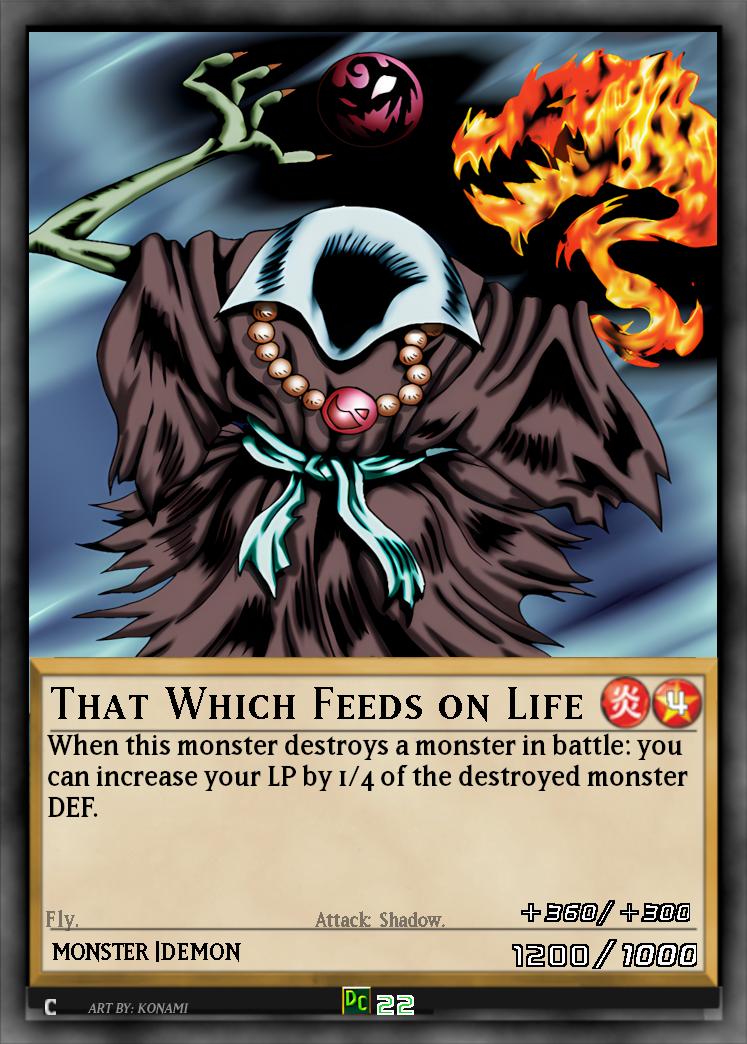 That Which Feeds on Life 炎 4
When this monster destroys a monster in battle: you
can increase your LP by 1/4 of the destroyed monster
DEF.
Fly. Attack: Shadow. +360/+300
MONSTER |DEMON 1200/1000
C ART BY: KONAMI DC 22